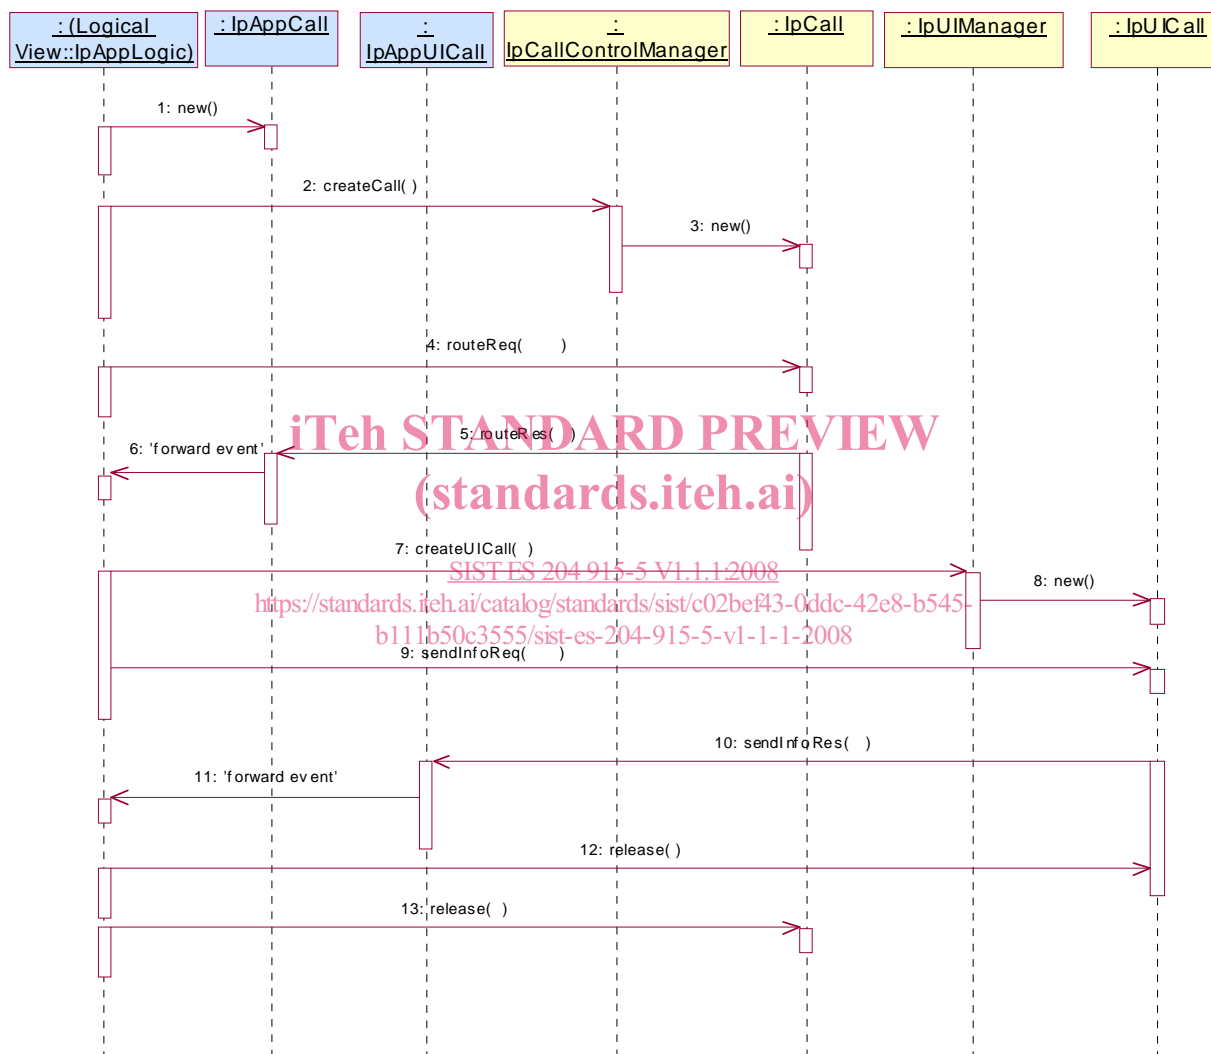 : (Logical
View::IpAppLogic)
: IpAppCall
:
IpAppUICall
:
IpCallControlManager
: IpCall
: IpUIManager
: IpUICall
1: new()
2: createCall( )
3: new()
4: routeReq( )
iTeh STANDARD PREVIEW
5: routeRes( )
6: 'forward event'
(standards.iteh.ai)
7: createUICall( )
SIST ES 204 915-5 V1.1.1:2008
8: new()
https://standards.iteh.ai/catalog/standards/sist/c02bef43-0ddc-42e8-b545-
b111b50c3555/sist-es-204-915-5-v1-1-1-2008
9: sendInfoReq( )
10: sendInfoRes( )
11: 'forward event'
12: release( )
13: release( )